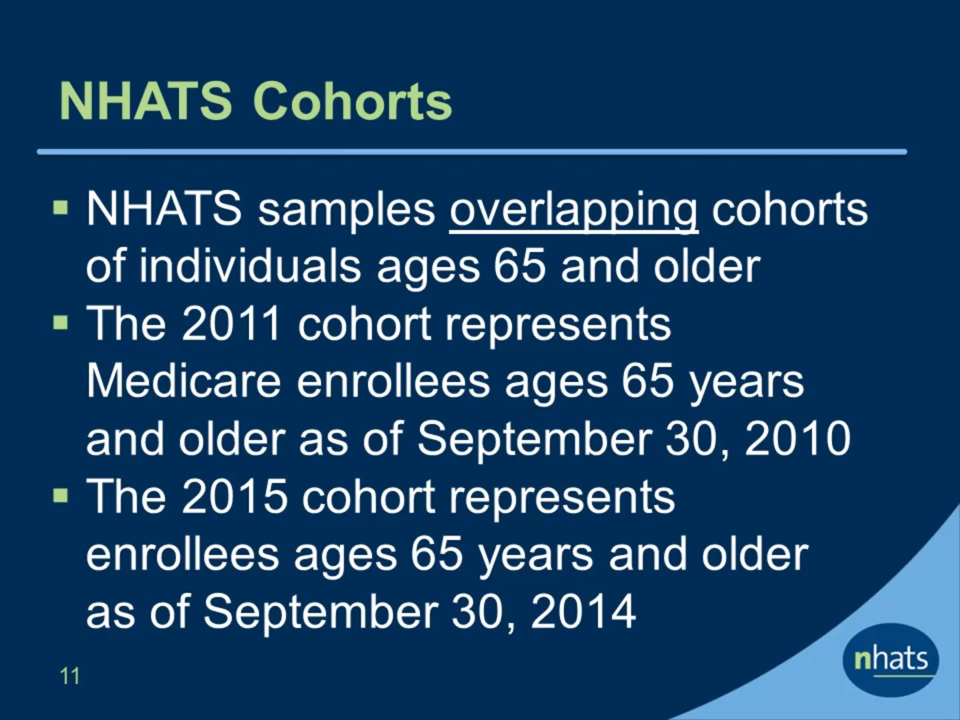 NHATS Cohorts
▪ NHATS samples overlapping cohorts
of individuals ages 65 and older
▪ The 2011 cohort represents
Medicare enrollees ages 65 years
and older as of September 30, 2010
▪ The 2015 cohort represents
enrollees ages 65 years and older
as of September 30, 2014
11
nhats